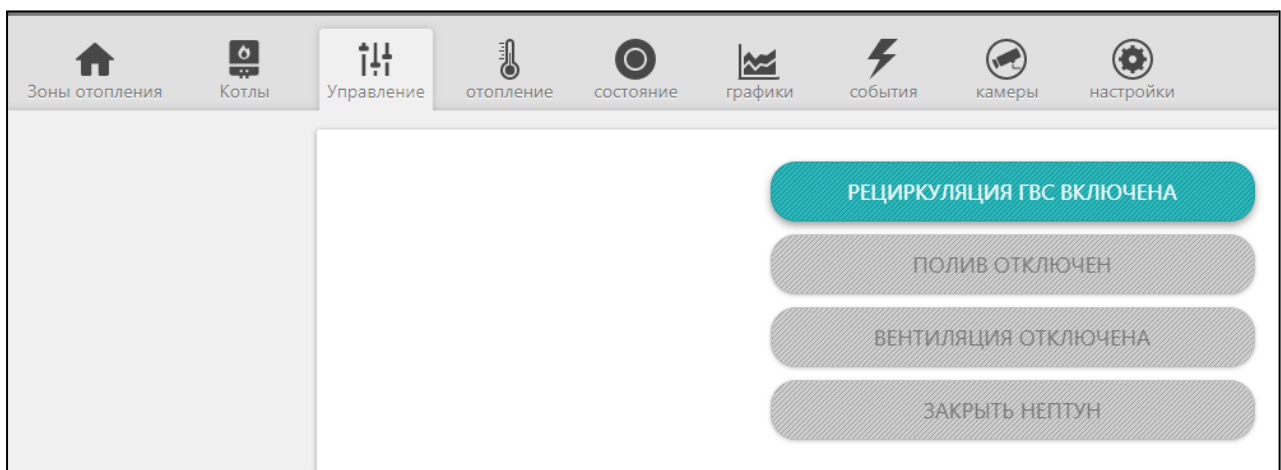 Зоны отопления
Котлы
Управление
отопление
состояние
графики
события
камеры
настройки
РЕЦИРКУЛЯЦИЯ ГВС ВКЛЮЧЕНА
ПОЛИВ ОТКЛЮЧЕН
ВЕНТИЛЯЦИЯ ОТКЛЮЧЕНА
ЗАКРЫТЬ НЕПТУН